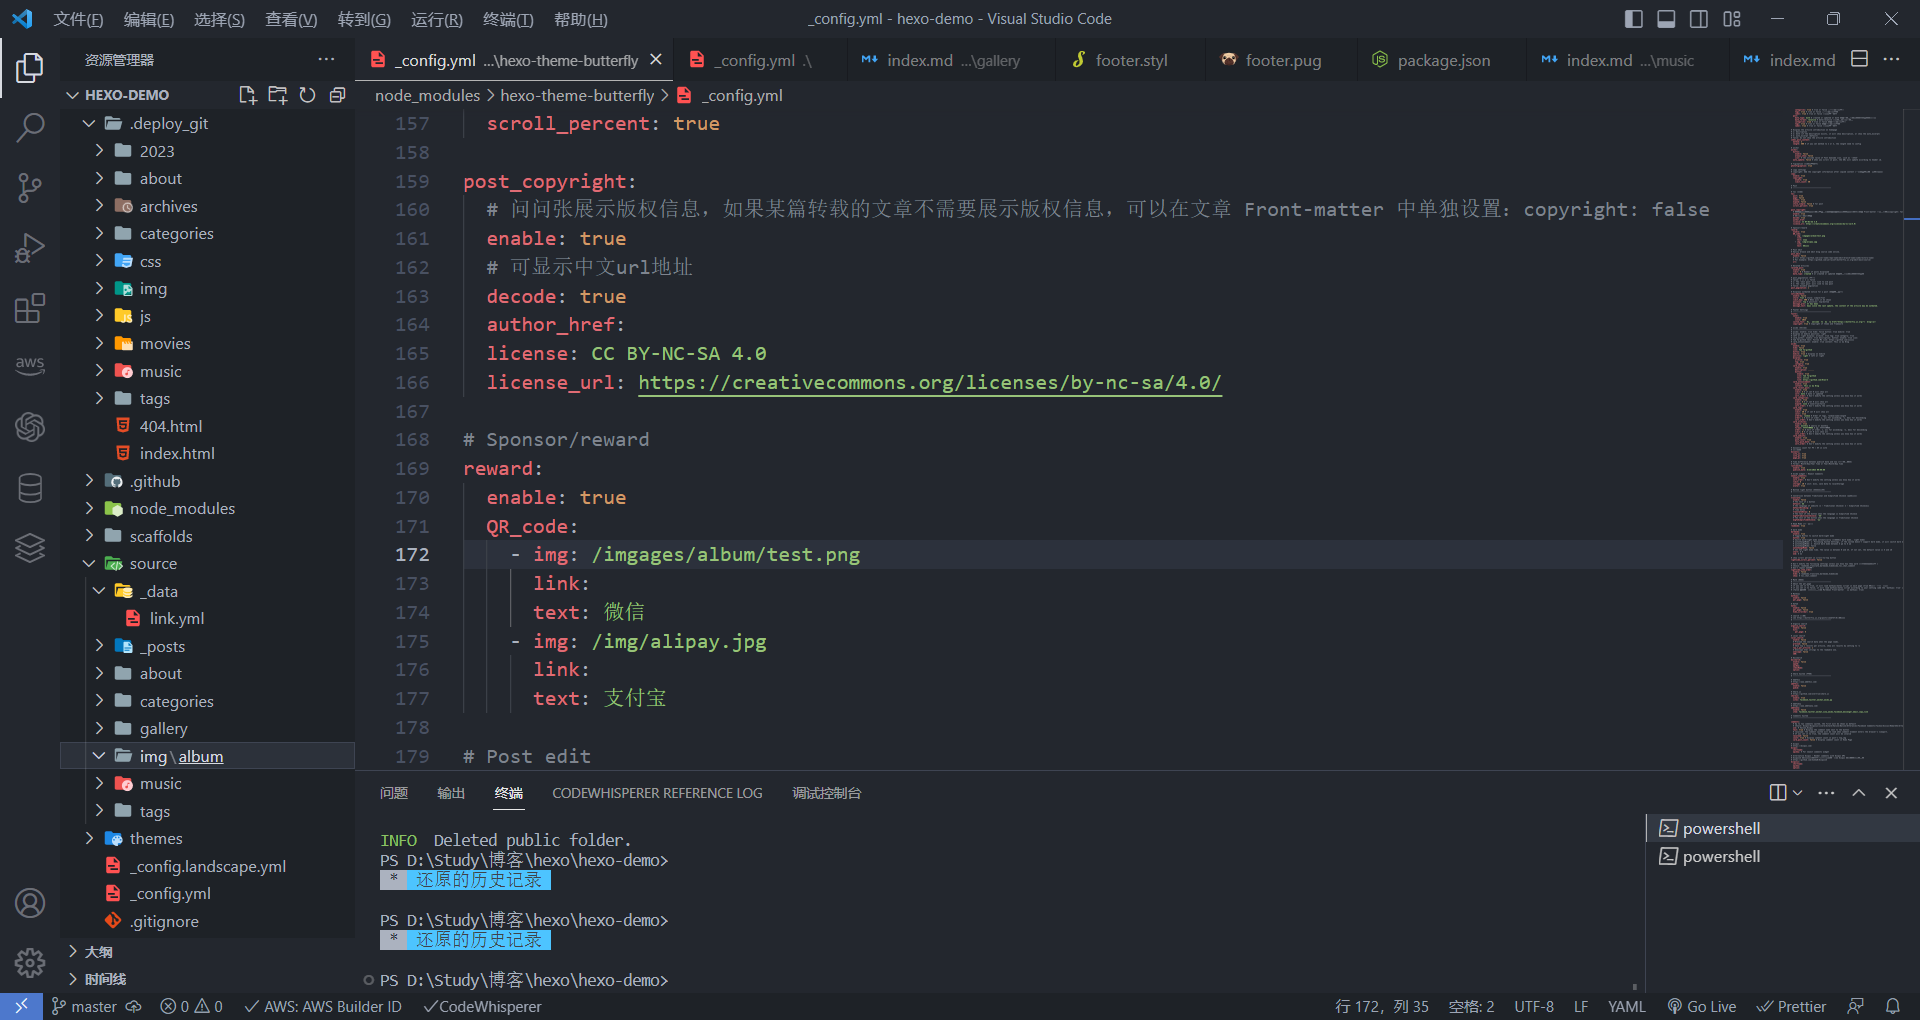 文件(F) 编辑(E) 选择(S) 查看(V) 转到(G) 运行(R) 终端(T) 帮助(H) _config.yml - hexo-demo - Visual Studio Code
资源管理器 ··· _config.yml ...\hexo-theme-butterfly _config.yml .\ index.md ...\gallery footer.styl footer.pug package.json index.md ...\music index.md ···
HEXO-DEMO
node_modules > hexo-theme-butterfly > _config.yml
.deploy_git
2023
about
archives
categories
css
img
js
movies
music
tags
404.html
index.html
.github
node_modules
scaffolds
source
_data
link.yml
_posts
about
categories
gallery
img\album
music
tags
themes
_config.landscape.yml
_config.yml
.gitignore
大纲
时间线
aws
157 scroll_percent: true
158
159 post_copyright:
160 # 问问张展示版权信息，如果某篇转载的文章不需要展示版权信息，可以在文章 Front-matter 中单独设置：copyright: false
161 enable: true
162 # 可显示中文url地址
163 decode: true
164 author_href:
165 license: CC BY-NC-SA 4.0
166 license_url: https://creativecommons.org/licenses/by-nc-sa/4.0/
167
168 # Sponsor/reward
169 reward:
170 enable: true
171 QR_code:
172 - img: /imgages/album/test.png
173 link:
174 text: 微信
175 - img: /img/alipay.jpg
176 link:
177 text: 支付宝
178
179 # Post edit
问题 输出 终端 CODEWHISPERER REFERENCE LOG 调试控制台
INFO Deleted public folder.
PS D:\Study\博客\hexo\hexo-demo>
* 还原的历史记录
PS D:\Study\博客\hexo\hexo-demo>
* 还原的历史记录
PS D:\Study\博客\hexo\hexo-demo>
powershell
powershell
master 0 0 AWS: AWS Builder ID CodeWhisperer 行 172，列 35 空格: 2 UTF-8 LF YAML Go Live Prettier